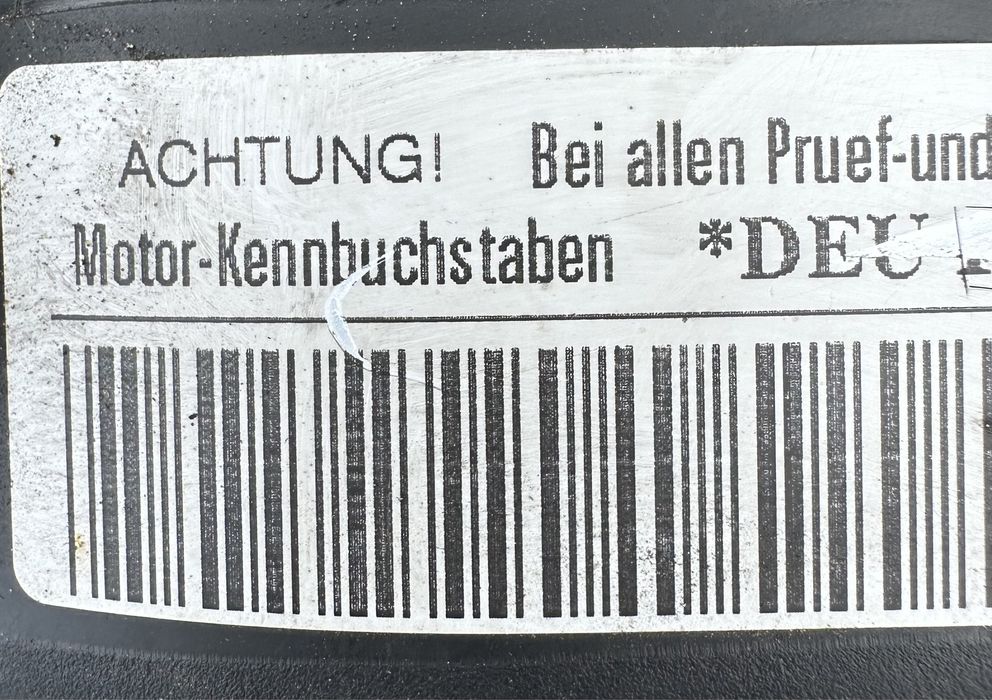 ACHTUNG! Bei allen Pruef-und
Motor-Kennbuchstaben *DEU